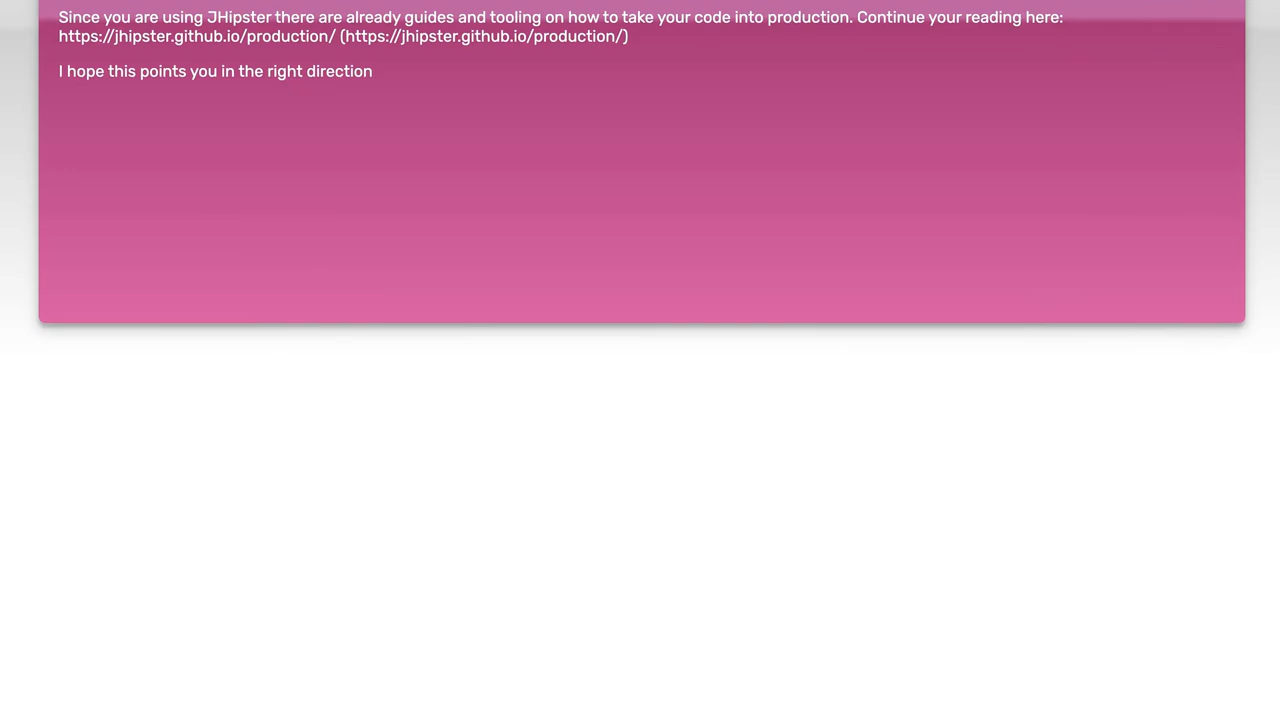 Since you are using JHipster there are already guides and tooling on how to take your code into production. Continue your reading here:
https://jhipster.github.io/production/ (https://jhipster.github.io/production/)
I hope this points you in the right direction